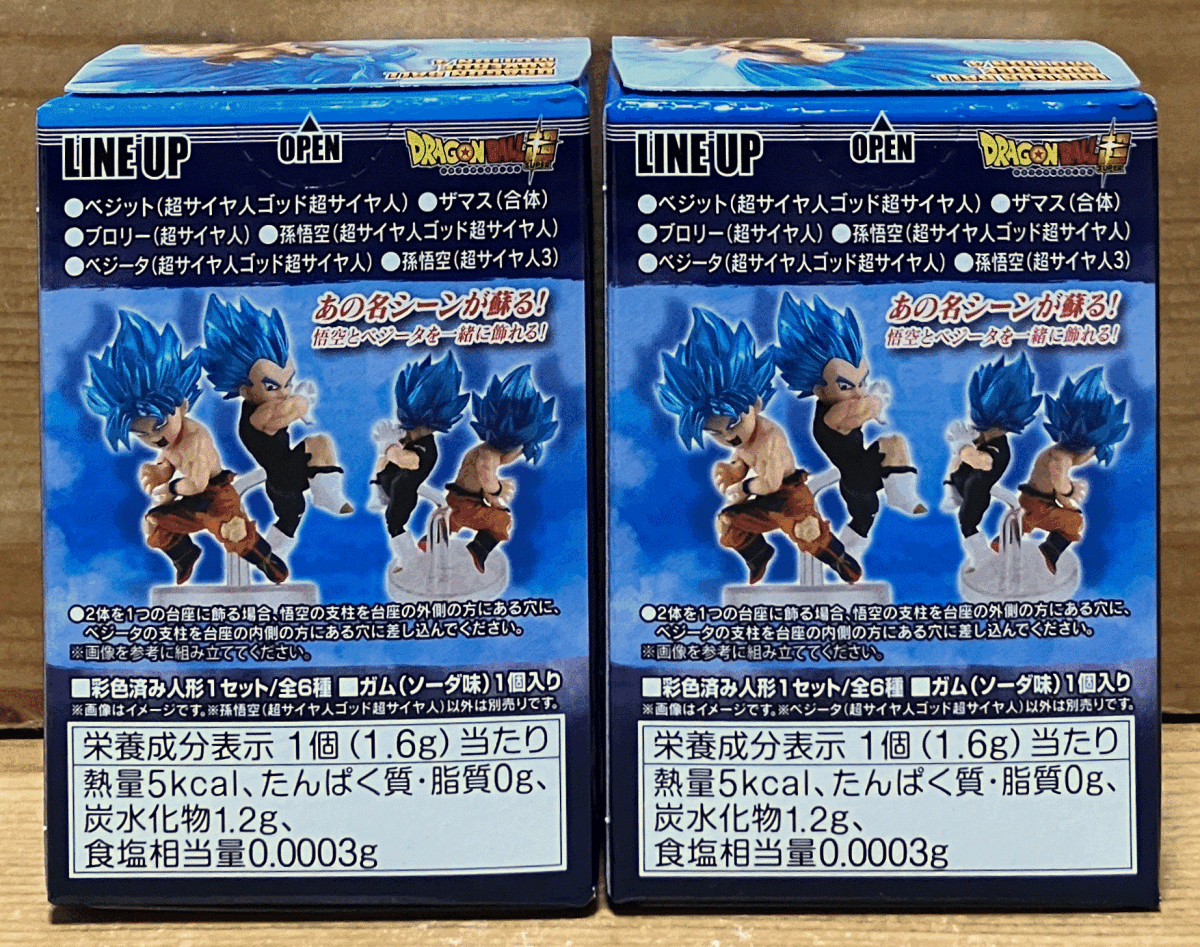 LINE UP
OPEN
DRAGON BALL超
SUPER
●ベジット(超サイヤ人ゴッド超サイヤ人) ●ザマス(合体)
●ブロリー(超サイヤ人) ●孫悟空(超サイヤ人ゴッド超サイヤ人)
●ベジータ(超サイヤ人ゴッド超サイヤ人) ●孫悟空(超サイヤ人3)
あの名シーンが蘇る!
悟空とベジータを一緒に飾れる!
●2体を1つの台座に飾る場合、悟空の支柱を台座の外側の方にある穴に、
ベジータの支柱を台座の内側の方にある穴に差し込んでください。
※画像を参考に組み立ててください。
■彩色済み人形1セット/全6種 ■ガム(ソーダ味)1個入り
※画像はイメージです。※孫悟空(超サイヤ人ゴッド超サイヤ人)以外は別売りです。
栄養成分表示 1個(1.6g)当たり
熱量5kcal、たんぱく質・脂質0g、
炭水化物1.2g、
食塩相当量0.0003g
LINE UP
OPEN
DRAGON BALL超
SUPER
●ベジット(超サイヤ人ゴッド超サイヤ人) ●ザマス(合体)
●ブロリー(超サイヤ人) ●孫悟空(超サイヤ人ゴッド超サイヤ人)
●ベジータ(超サイヤ人ゴッド超サイヤ人) ●孫悟空(超サイヤ人3)
あの名シーンが蘇る!
悟空とベジータを一緒に飾れる!
●2体を1つの台座に飾る場合、悟空の支柱を台座の外側の方にある穴に、
ベジータの支柱を台座の内側の方にある穴に差し込んでください。
※画像を参考に組み立ててください。
■彩色済み人形1セット/全6種 ■ガム(ソーダ味)1個入り
※画像はイメージです。※ベジータ(超サイヤ人ゴッド超サイヤ人)以外は別売りです。
栄養成分表示 1個(1.6g)当たり
熱量5kcal、たんぱく質・脂質0g、
炭水化物1.2g、
食塩相当量0.0003g